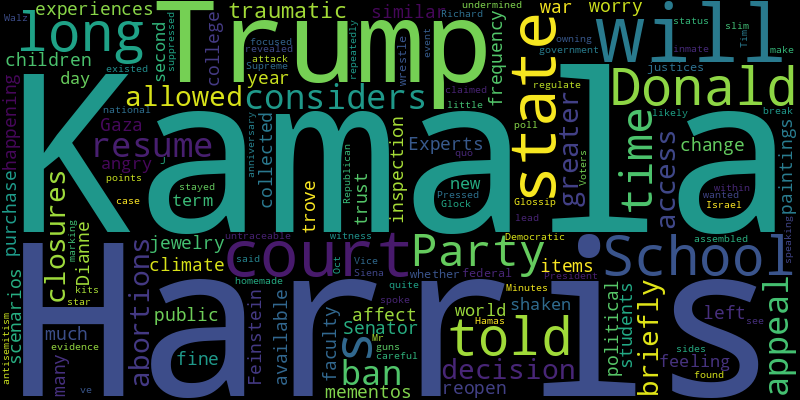 Walz experiences Trump traumatic similar Richard undermined war worry status slim will
long second suppressed college focused revealed attack Supreme year repeatedly wrestle event frequency owning government Tim inmate make
children day existed allowed considers state regulate justices Donald
happening national Gaza resume angry collected anniversary claimed little likely break
Kamala
points case stayed term trove Republican trust inspection Experts quo new Pressed Glock poll Glossip lead greater Voters time wanted within Israel access change paintings
purchase closures marking Dianne jewelry untraceable court witness Party Democratic School assembled speaking
scenarios kits star abortions climate said Oct Vice Siena whether federal items President
Harris
antisemitism much evidence many ve public fine Feinstein homemade available faculty s Mr guns careful ban mementos quite spoke affect Senator world Hamas Minutes shaken told decision reopen political students sides briefly left feeling found see appeal